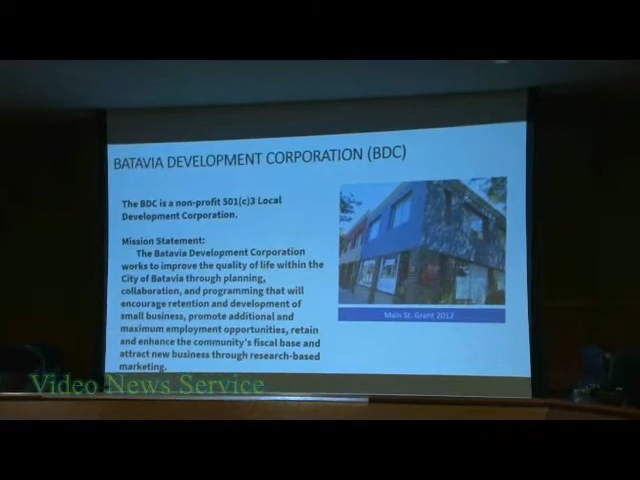 BATAVIA DEVELOPMENT CORPORATION (BDC)
The BDC is a non-profit 501(c)3 Local
Development Corporation.
Mission Statement:
The Batavia Development Corporation
works to improve the quality of life within the
City of Batavia through planning,
collaboration, and programming that will
encourage retention and development of
small business, promote additional and
maximum employment opportunities, retain
and enhance the community's fiscal base and
attract new business through research-based
marketing.
Main St. Grant 2012
Video News Service